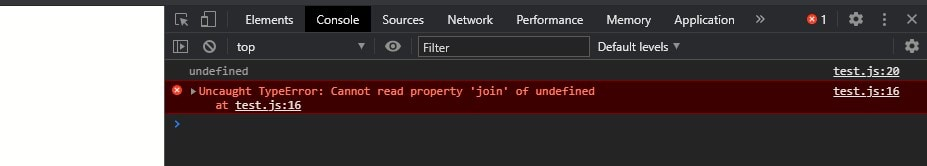 Elements Console Sources Network Performance Memory Application » 1
top ▼ Filter Default levels ▼
undefined test.js:20
▶Uncaught TypeError: Cannot read property 'join' of undefined test.js:16
at test.js:16
>